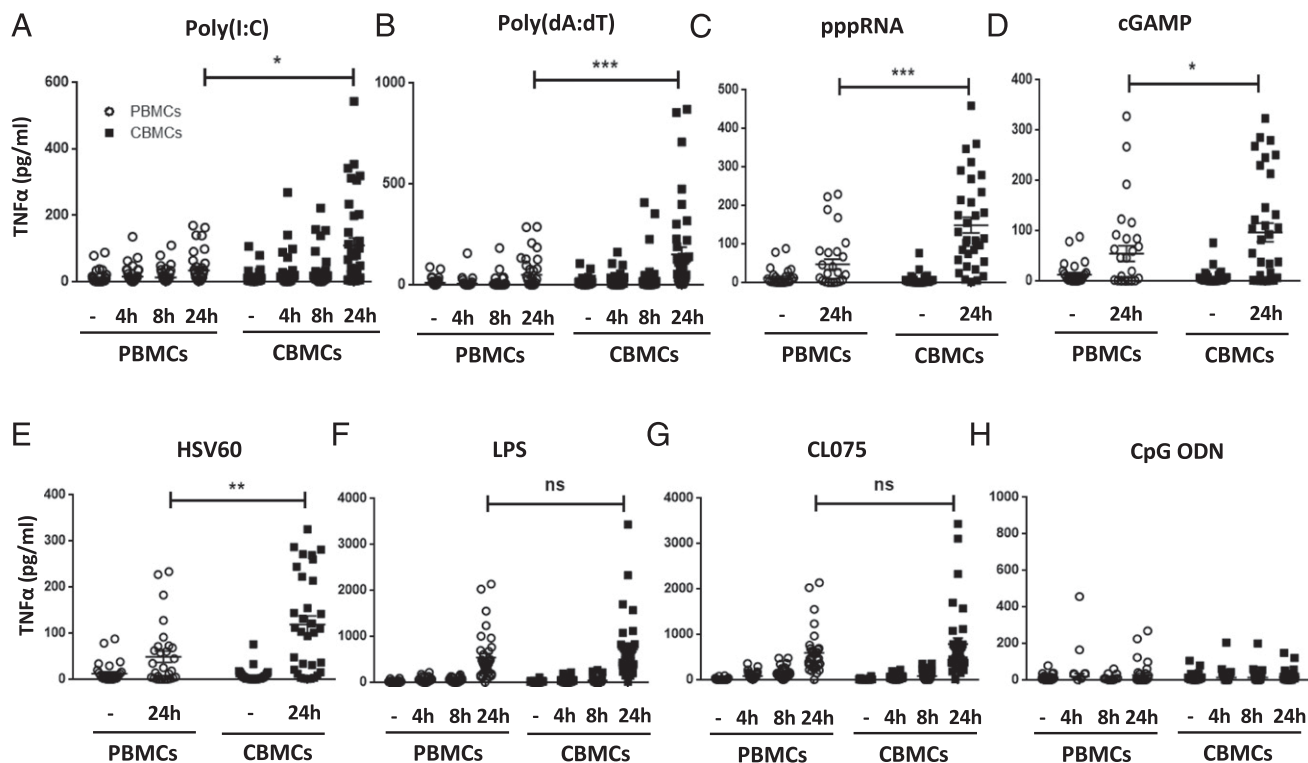 A Poly(I:C)
B Poly(dA:dT)
C pppRNA
D cGAMP
* *** *** *
TNFα (pg/ml)
600
400
200
0
PBMCs
CBMCs
1000
500
0
500
400
300
200
100
0
400
300
200
100
0
- 4h 8h 24h - 4h 8h 24h
PBMCs CBMCs
- 4h 8h 24h - 4h 8h 24h
PBMCs CBMCs
- 24h - 24h
PBMCs CBMCs
- 24h - 24h
PBMCs CBMCs
E HSV60
F LPS
G CL075
H CpG ODN
** ns ns
TNFα (pg/ml)
400
300
200
100
0
4000
3000
2000
1000
0
4000
3000
2000
1000
0
1000
800
600
400
200
0
- 24h - 24h
PBMCs CBMCs
- 4h 8h 24h - 4h 8h 24h
PBMCs CBMCs
- 4h 8h 24h - 4h 8h 24h
PBMCs CBMCs
- 4h 8h 24h - 4h 8h 24h
PBMCs CBMCs